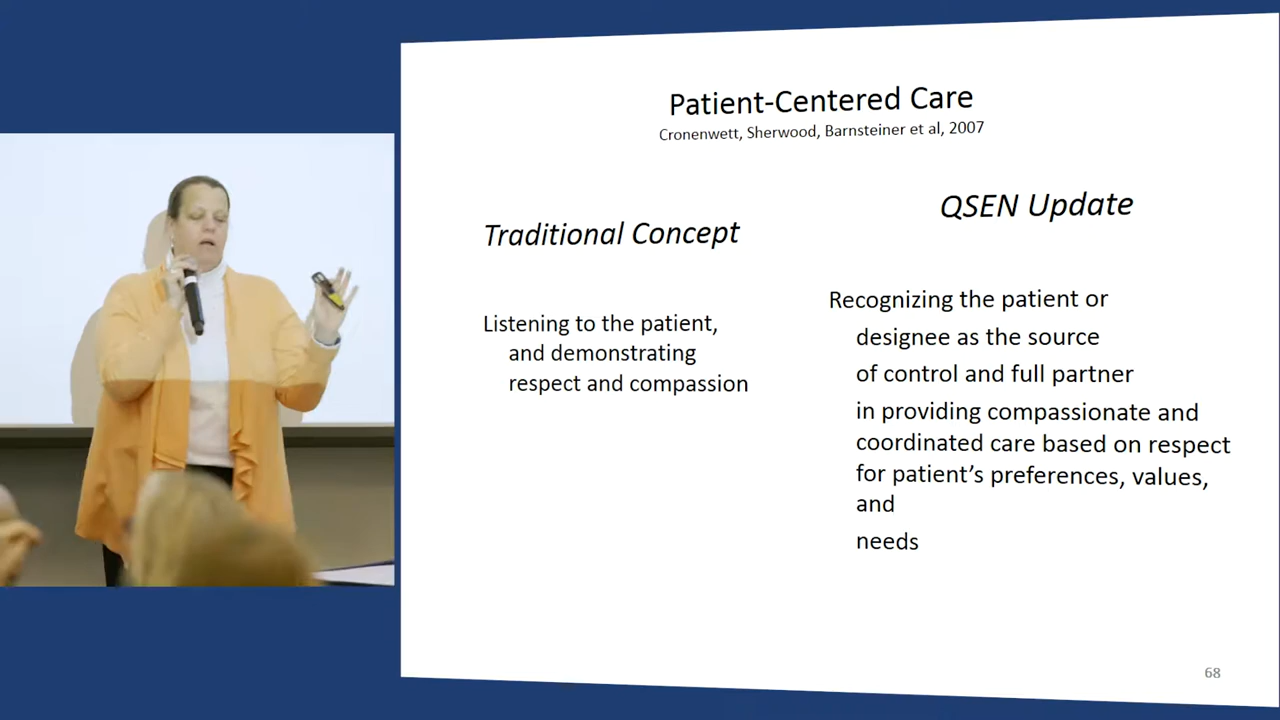 Patient-Centered Care
Cronenwett, Sherwood, Barnsteiner et al, 2007
Traditional Concept
Listening to the patient,
and demonstrating
respect and compassion
QSEN Update
Recognizing the patient or
designee as the source
of control and full partner
in providing compassionate and
coordinated care based on respect
for patient’s preferences, values,
and
needs
68